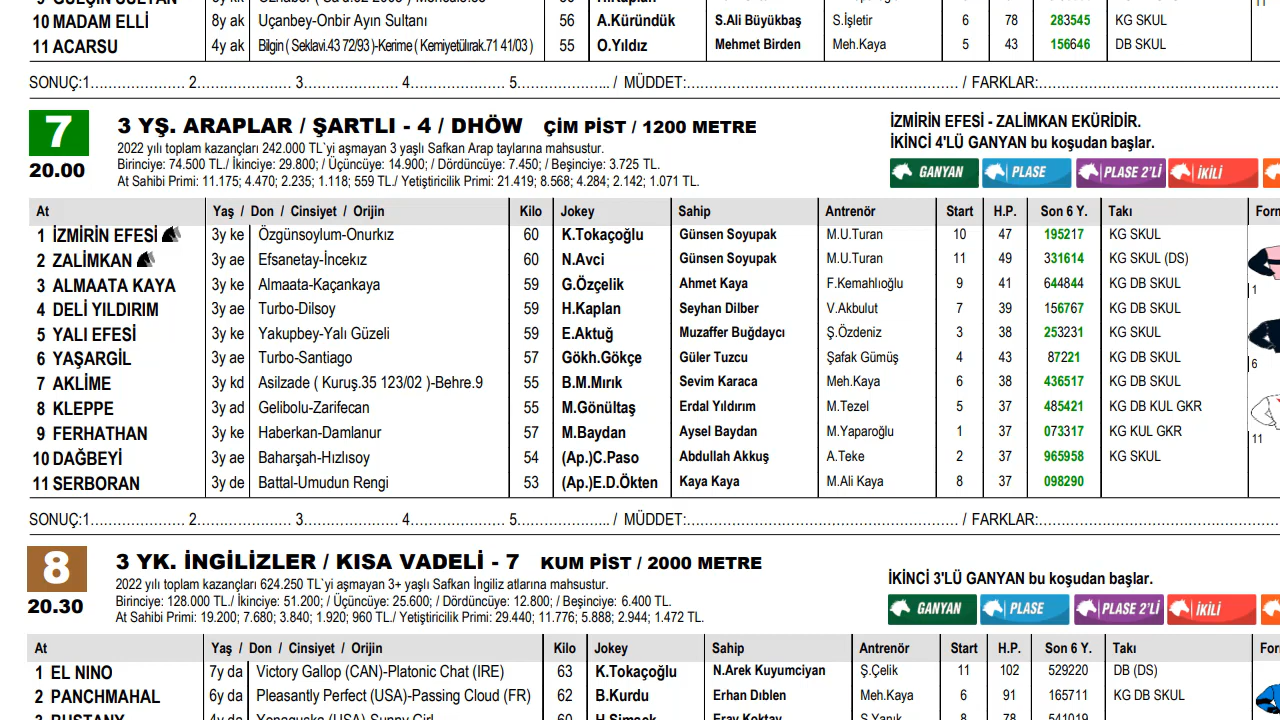 10 MADAM ELLİ 8y ak Uçanbey-Onbir Ayın Sultanı 56 A.Küründük S.Ali Büyükbaş S.İşletir 6 78 283545 KG SKUL
11 ACARSU 4y ak Bilgin ( Seklavi.43 72/93 )-Kerime ( Kemiyetülırak.71 41/03 ) 55 O.Yıldız Mehmet Birden Meh.Kaya 5 43 156646 DB SKUL
SONUÇ:1..................... 2..................... 3..................... 4..................... 5..................... / MÜDDET:............................................................ / FARKLAR:............................................................
7 3 YŞ. ARAPLAR / ŞARTLI - 4 / DHÖW ÇİM PİST / 1200 METRE
20.00
2022 yılı toplam kazançları 242.000 TL`yi aşmayan 3 yaşlı Safkan Arap taylarına mahsustur.
Birinciye: 74.500 TL./ İkinciye: 29.800; / Üçüncüye: 14.900; / Dördüncüye: 7.450; / Beşinciye: 3.725 TL.
At Sahibi Primi: 11.175; 4.470; 2.235; 1.118; 559 TL./ Yetiştiricilik Primi: 21.419; 8.568; 4.284; 2.142; 1.071 TL.
İZMİRİN EFESİ - ZALİMKAN EKÜRİDİR.
İKİNCİ 4'LÜ GANYAN bu koşudan başlar.
GANYAN PLASE PLASE 2'Lİ İKİLİ
At Yaş / Don / Cinsiyet / Orijin Kilo Jokey Sahip Antrenör Start H.P. Son 6 Y. Takı Forn
1 İZMİRİN EFESİ 3y ke Özgünsoylum-Onurkız 60 K.Tokaçoğlu Günsen Soyupak M.U.Turan 10 47 195217 KG SKUL
2 ZALİMKAN 3y ae Efsanetay-İncekız 60 N.Avci Günsen Soyupak M.U.Turan 11 49 331614 KG SKUL (DS)
3 ALMAATA KAYA 3y ke Almaata-Kaçankaya 59 G.Özçelik Ahmet Kaya F.Kemahlıoğlu 9 41 644844 KG DB SKUL
1
4 DELİ YILDIRIM 3y ae Turbo-Dilsoy 59 H.Kaplan Seyhan Dilber V.Akbulut 7 39 156767 KG DB SKUL
5 YALI EFESİ 3y ke Yakupbey-Yalı Güzeli 59 E.Aktuğ Muzaffer Buğdaycı Ş.Özdeniz 3 38 253231 KG SKUL
6 YAŞARGİL 3y ae Turbo-Santiago 57 Gökh.Gökçe Güler Tuzcu Şafak Gümüş 4 43 87221 KG DB SKUL
6
7 AKLİME 3y kd Asilzade ( Kuruş.35 123/02 )-Behre.9 55 B.M.Mırık Sevim Karaca Meh.Kaya 6 38 436517 KG DB SKUL
8 KLEPPE 3y ad Gelibolu-Zarifecan 55 M.Gönültaş Erdal Yıldırım M.Tezel 5 37 485421 KG DB KUL GKR
9 FERHATHAN 3y ke Haberkan-Damlanur 57 M.Baydan Aysel Baydan M.Yaparoğlu 1 37 073317 KG KUL GKR
11
10 DAĞBEYİ 3y ae Baharşah-Hızlısoy 54 (Ap.)C.Paso Abdullah Akkuş A.Teke 2 37 965958 KG SKUL
11 SERBORAN 3y de Battal-Umudun Rengi 53 (Ap.)E.D.Ökten Kaya Kaya M.Ali Kaya 8 37 098290
SONUÇ:1..................... 2..................... 3..................... 4..................... 5..................... / MÜDDET:............................................................ / FARKLAR:............................................................
8 3 YK. İNGİLİZLER / KISA VADELİ - 7 KUM PİST / 2000 METRE
20.30
2022 yılı toplam kazançları 624.250 TL`yi aşmayan 3+ yaşlı Safkan İngiliz atlarına mahsustur.
Birinciye: 128.000 TL./ İkinciye: 51.200; / Üçüncüye: 25.600; / Dördüncüye: 12.800; / Beşinciye: 6.400 TL.
At Sahibi Primi: 19.200; 7.680; 3.840; 1.920; 960 TL./ Yetiştiricilik Primi: 29.440; 11.776; 5.888; 2.944; 1.472 TL.
İKİNCİ 3'LÜ GANYAN bu koşudan başlar.
GANYAN PLASE PLASE 2'Lİ İKİLİ
At Yaş / Don / Cinsiyet / Orijin Kilo Jokey Sahip Antrenör Start H.P. Son 6 Y. Takı For
1 EL NINO 7y da Victory Gallop (CAN)-Platonic Chat (IRE) 63 K.Tokaçoğlu N.Arek Kuyumciyan Ş.Çelik 11 102 529220 DB (DS)
2 PANCHMAHAL 6y da Pleasantly Perfect (USA)-Passing Cloud (FR) 62 B.Kurdu Erhan Dıblen Meh.Kaya 6 91 165711 KG DB SKUL